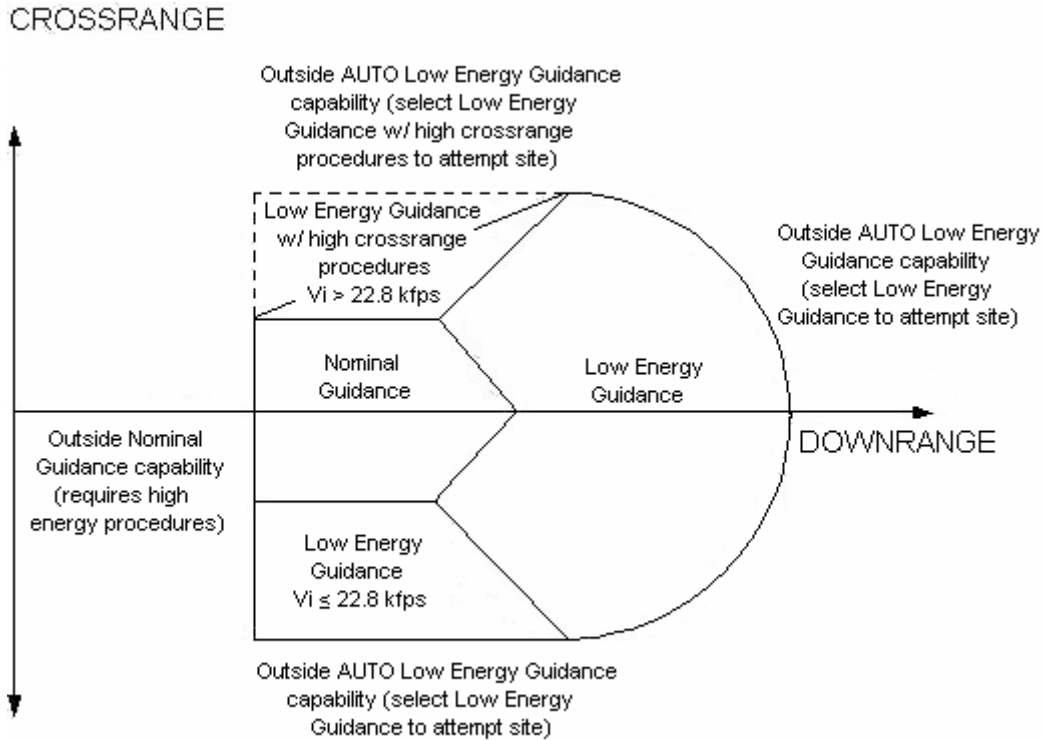 CROSSRANGE
Outside AUTO Low Energy Guidance
capability (select Low Energy
Guidance w/ high crossrange
procedures to attempt site)
Low Energy Guidance
w/ high crossrange
procedures
Vi > 22.8 kfps
Outside AUTO Low Energy
Guidance capability
(select Low Energy
Guidance to attempt site)
Nominal
Guidance
Low Energy
Guidance
DOWNRANGE
Outside Nominal
Guidance capability
(requires high
energy procedures)
Low Energy
Guidance
Vi ≤ 22.8 kfps
Outside AUTO Low Energy Guidance
capability (select Low Energy
Guidance to attempt site)